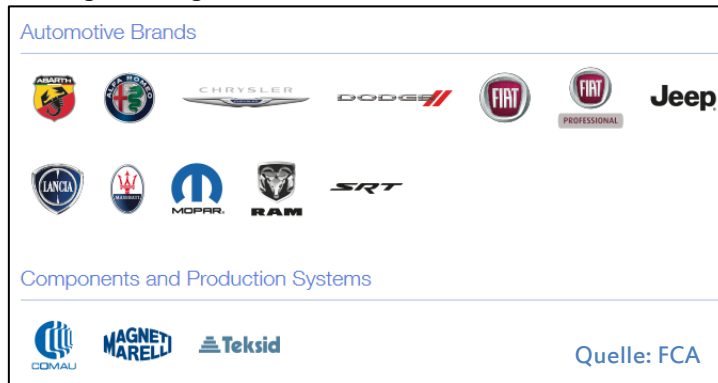 Automotive Brands
ABARTH ALFA ROMEO CHRYSLER DODGE FIAT FIAT PROFESSIONAL Jeep
LANCIA MASERATI MOPAR RAM SRT
Components and Production Systems
COMAU MAGNETI MARELLI Teksid
Quelle: FCA